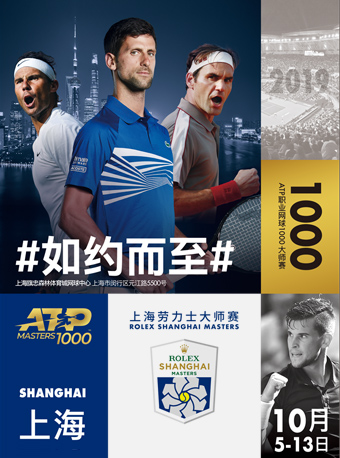 2019
1000
ATP职业网球1000大师赛
#如约而至#
上海旗忠森林体育城网球中心 上海市闵行区元江路5500号
ATP
MASTERS 1000
SHANGHAI
上海
上海劳力士大师赛
ROLEX SHANGHAI MASTERS
ROLEX
SHANGHAI
MASTERS
10月
5-13日